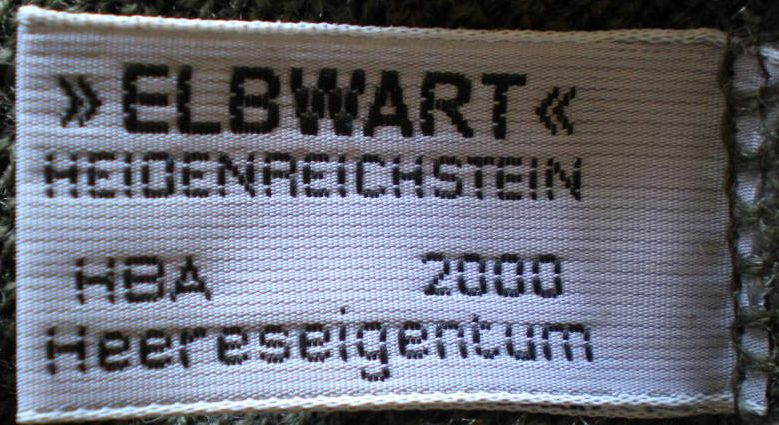 »ELBWART«
HEIDENREICHSTEIN
HBA 2000
Heereseigentum